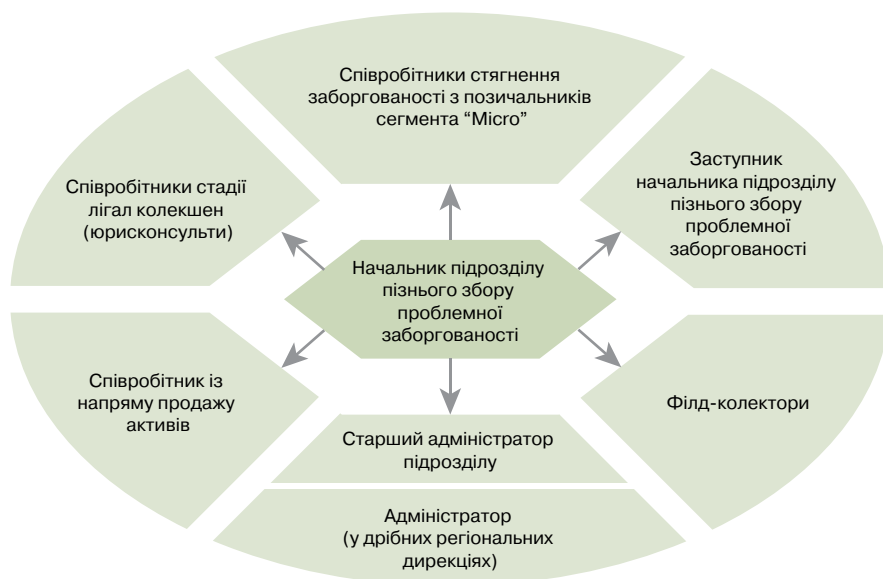 Співробітники стягнення
заборгованості з позичальників
сегмента “Micro”
Співробітники стадії
лігал колекшен
(юрисконсульти)
Заступник
начальника підрозділу
пізнього збору
проблемної
заборгованості
Начальник підрозділу
пізнього збору
проблемної
заборгованості
Співробітник із
напряму продажу
активів
Філд-колектори
Старший адміністратор
підрозділу
Адміністратор
(у дрібних регіональних
дирекціях)